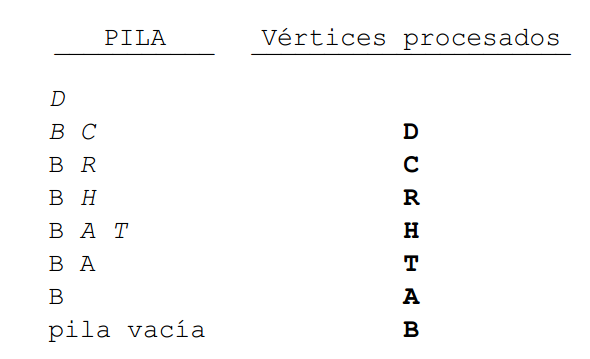 PILA Vértices procesados
D
B C D
B R C
B H R
B A T H
B A T
B A
pila vacía B